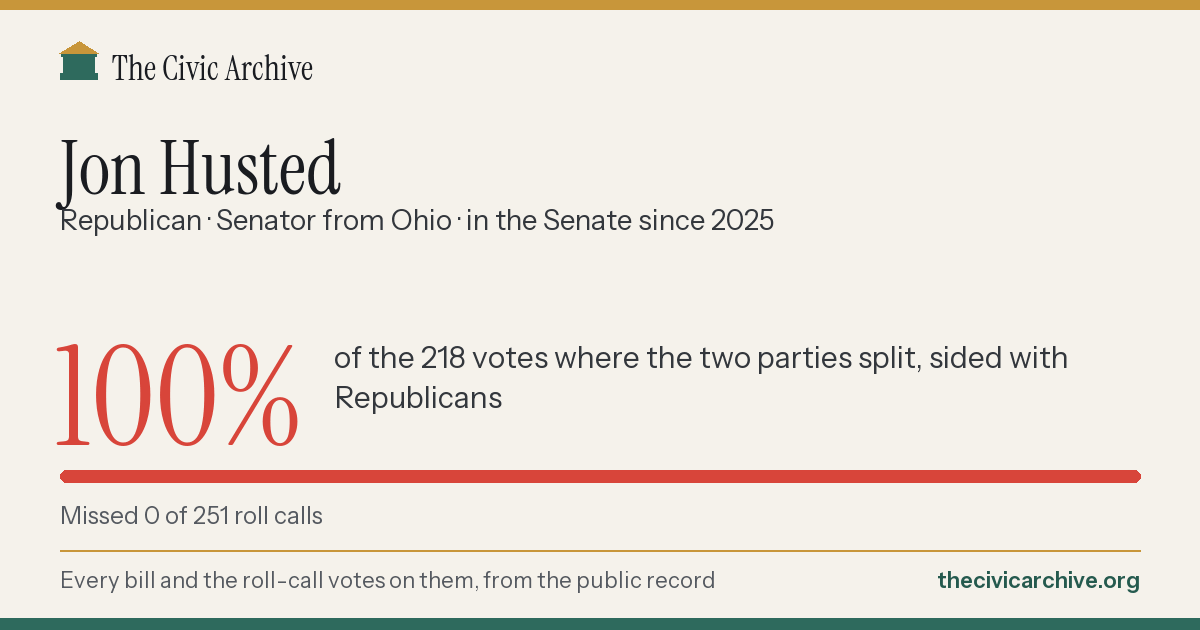 The Civic Archive
Jon Husted
Republican · Senator from Ohio · in the Senate since 2025
100%
of the 218 votes where the two parties split, sided with
Republicans
Missed 0 of 251 roll calls
Every bill and the roll-call votes on them, from the public record
thecivicarchive.org